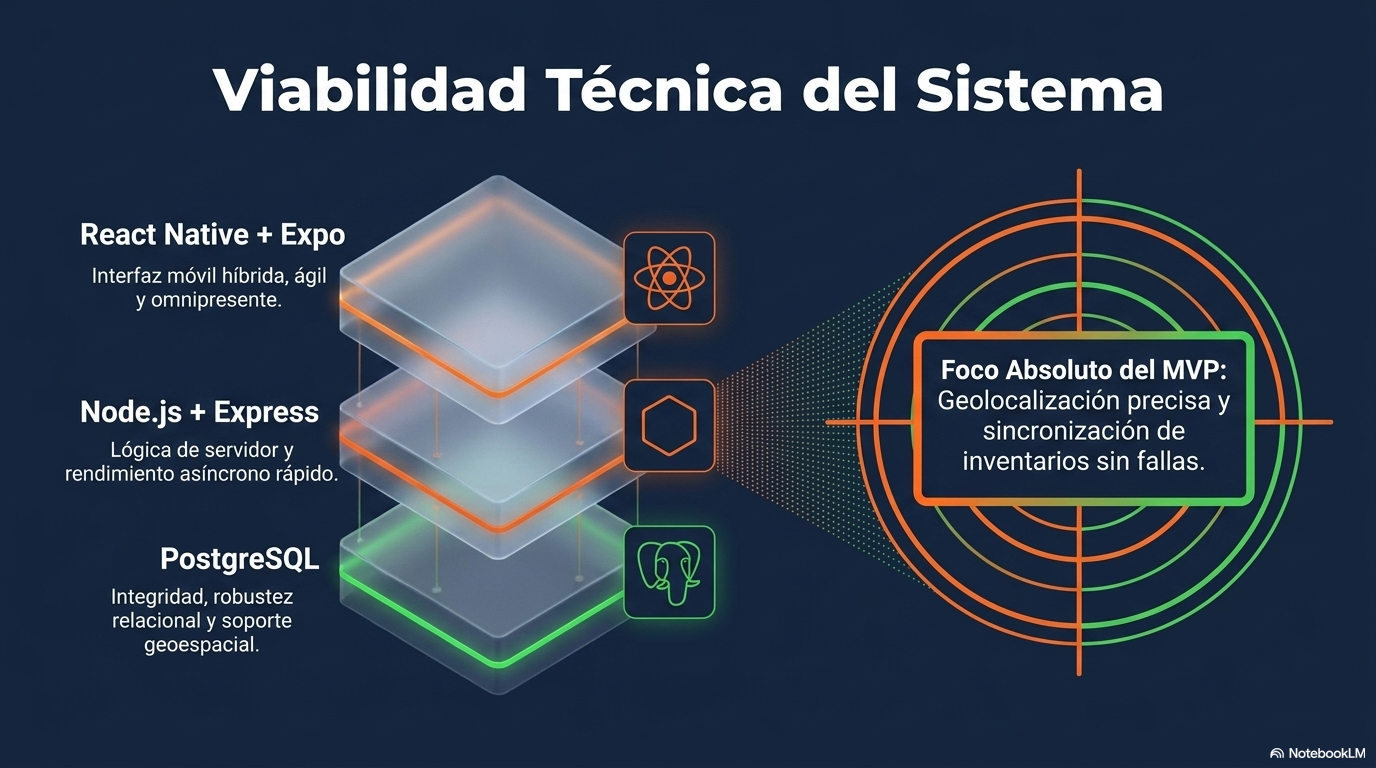 Viabilidad Técnica del Sistema
React Native + Expo
Interfaz móvil híbrida, ágil
y omnipresente.
Node.js + Express
Lógica de servidor y
rendimiento asíncrono rápido.
PostgreSQL
Integridad, robustez
relacional y soporte
geoespacial.
Foco Absoluto del MVP:
Geolocalización precisa y
sincronización de
inventarios sin fallas.
NotebookLM